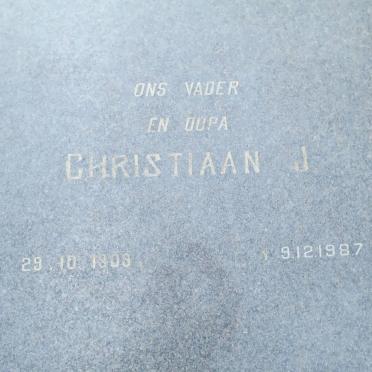 ONS VADER
EN OUPA
CHRISTIAAN J
29.10.1909 9.12.1987